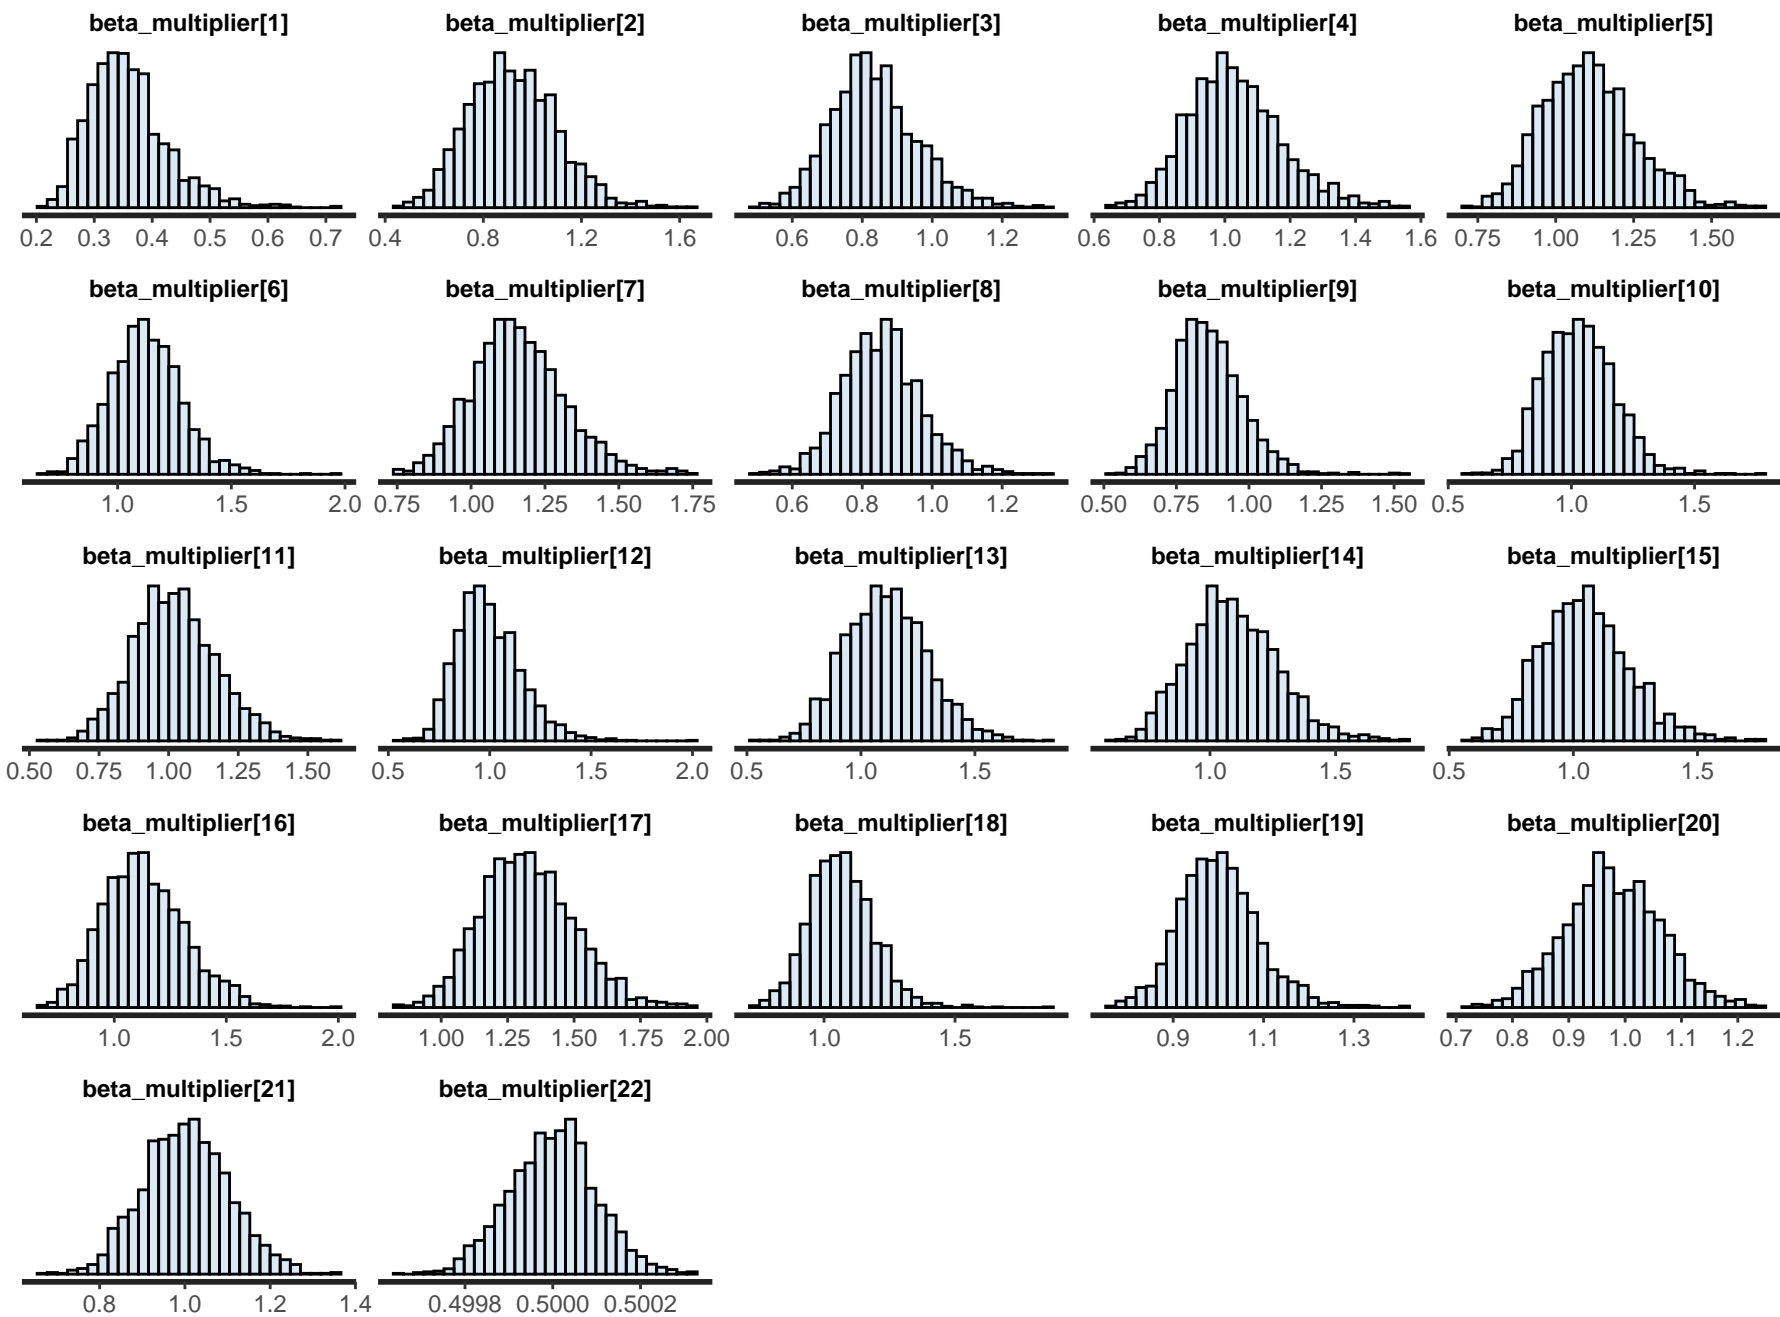 beta_multiplier[1] beta_multiplier[2] beta_multiplier[3] beta_multiplier[4] beta_multiplier[5]
0.2 0.3 0.4 0.5 0.6 0.7 0.4 0.8 1.2 1.6 0.6 0.8 1.0 1.2 0.6 0.8 1.0 1.2 1.4 1.6 0.75 1.00 1.25 1.50
beta_multiplier[6] beta_multiplier[7] beta_multiplier[8] beta_multiplier[9] beta_multiplier[10]
1.0 1.5 2.0 0.75 1.00 1.25 1.50 1.75 0.6 0.8 1.0 1.2 0.50 0.75 1.00 1.25 1.50 0.5 1.0 1.5
beta_multiplier[11] beta_multiplier[12] beta_multiplier[13] beta_multiplier[14] beta_multiplier[15]
0.50 0.75 1.00 1.25 1.50 0.5 1.0 1.5 2.0 0.5 1.0 1.5 1.0 1.5 0.5 1.0 1.5
beta_multiplier[16] beta_multiplier[17] beta_multiplier[18] beta_multiplier[19] beta_multiplier[20]
1.0 1.5 2.0 1.00 1.25 1.50 1.75 2.00 1.0 1.5 0.9 1.1 1.3 0.7 0.8 0.9 1.0 1.1 1.2
beta_multiplier[21] beta_multiplier[22]
0.8 1.0 1.2 1.4 0.4998 0.5000 0.5002